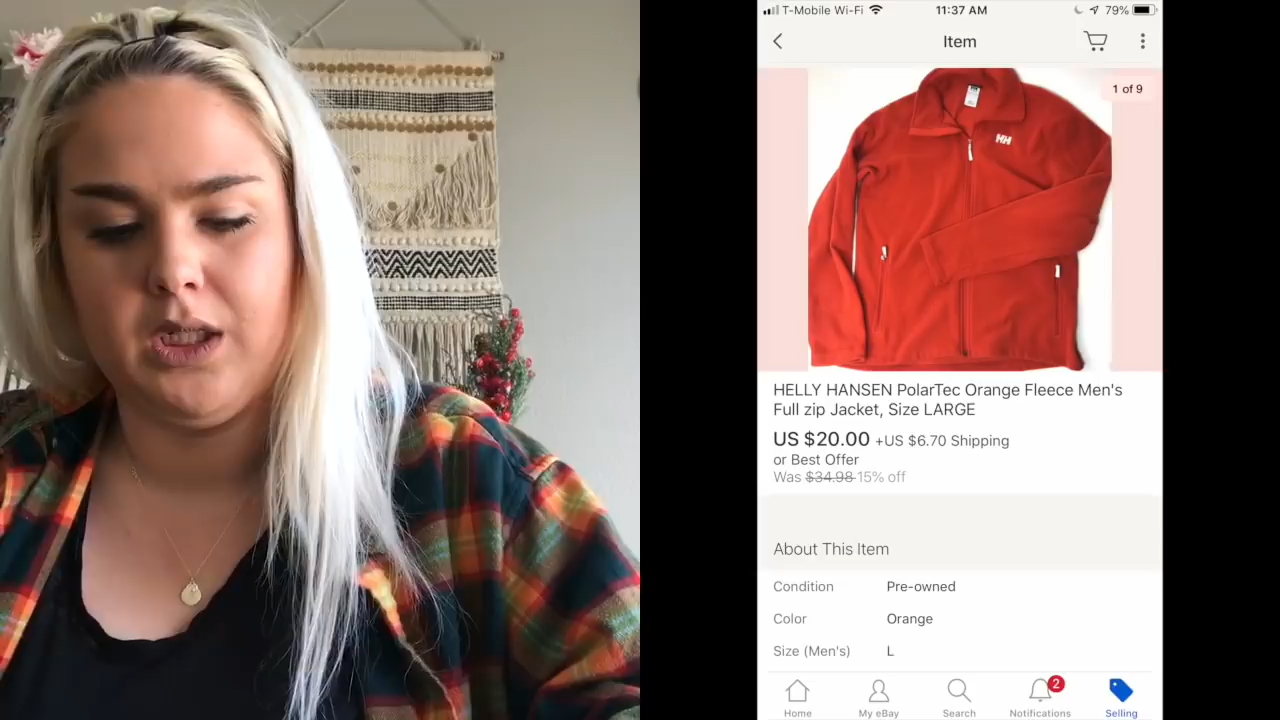 T-Mobile Wi-Fi 11:37 AM 79%
Item
1 of 9
HH
HELLY HANSEN PolarTec Orange Fleece Men's
Full zip Jacket, Size LARGE
US $20.00 +US $6.70 Shipping
or Best Offer
Was $34.98 15% off
About This Item
Condition Pre-owned
Color Orange
Size (Men's) L
2
Home My eBay Search Notifications Selling